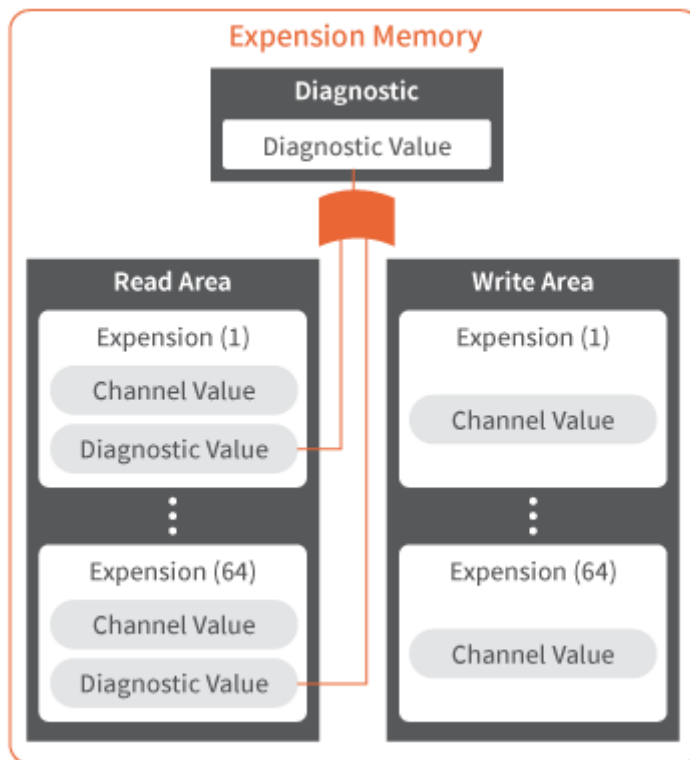 Expension Memory
Diagnostic
Diagnostic Value
Read Area
Expension (1)
Channel Value
Diagnostic Value
Expension (64)
Channel Value
Diagnostic Value
Write Area
Expension (1)
Channel Value
Expension (64)
Channel Value